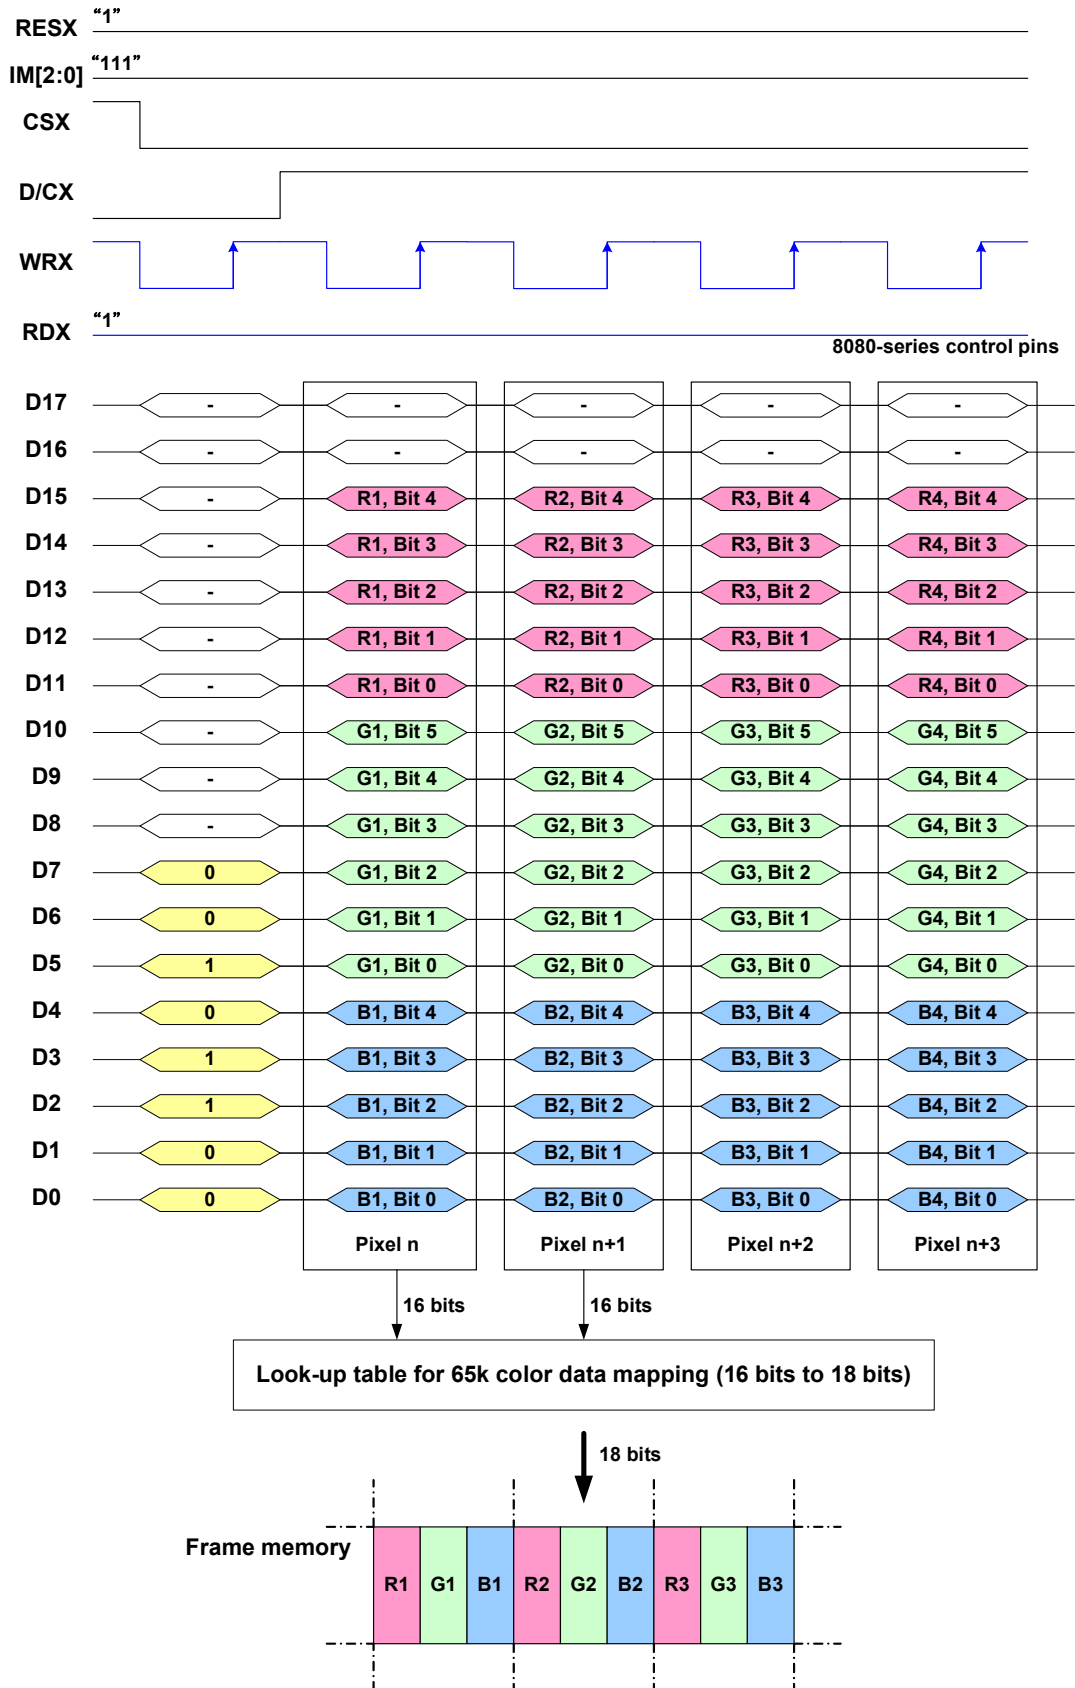 RESX “1”
IM[2:0] “111”
CSX
D/CX
WRX
RDX “1”
8080-series control pins
D17 - - - - -
D16 - - - - -
D15 - R1, Bit 4 R2, Bit 4 R3, Bit 4 R4, Bit 4
D14 - R1, Bit 3 R2, Bit 3 R3, Bit 3 R4, Bit 3
D13 - R1, Bit 2 R2, Bit 2 R3, Bit 2 R4, Bit 2
D12 - R1, Bit 1 R2, Bit 1 R3, Bit 1 R4, Bit 1
D11 - R1, Bit 0 R2, Bit 0 R3, Bit 0 R4, Bit 0
D10 - G1, Bit 5 G2, Bit 5 G3, Bit 5 G4, Bit 5
D9 - G1, Bit 4 G2, Bit 4 G3, Bit 4 G4, Bit 4
D8 - G1, Bit 3 G2, Bit 3 G3, Bit 3 G4, Bit 3
D7 0 G1, Bit 2 G2, Bit 2 G3, Bit 2 G4, Bit 2
D6 0 G1, Bit 1 G2, Bit 1 G3, Bit 1 G4, Bit 1
D5 1 G1, Bit 0 G2, Bit 0 G3, Bit 0 G4, Bit 0
D4 0 B1, Bit 4 B2, Bit 4 B3, Bit 4 B4, Bit 4
D3 1 B1, Bit 3 B2, Bit 3 B3, Bit 3 B4, Bit 3
D2 1 B1, Bit 2 B2, Bit 2 B3, Bit 2 B4, Bit 2
D1 0 B1, Bit 1 B2, Bit 1 B3, Bit 1 B4, Bit 1
D0 0 B1, Bit 0 B2, Bit 0 B3, Bit 0 B4, Bit 0
Pixel n Pixel n+1 Pixel n+2 Pixel n+3
16 bits 16 bits
Look-up table for 65k color data mapping (16 bits to 18 bits)
18 bits
Frame memory
R1 G1 B1 R2 G2 B2 R3 G3 B3